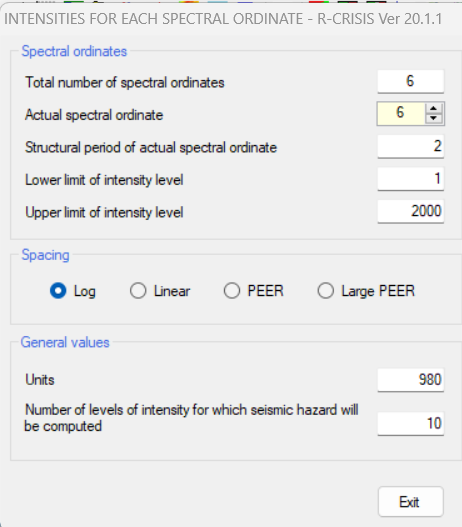 INTENSITIES FOR EACH SPECTRAL ORDINATE - R-CRISIS Ver 20.1.1
Spectral ordinates
Total number of spectral ordinates 6
Actual spectral ordinate 6
Structural period of actual spectral ordinate 2
Lower limit of intensity level 1
Upper limit of intensity level 2000
Spacing
Log Linear PEER Large PEER
General values
Units 980
Number of levels of intensity for which seismic hazard will
be computed 10
Exit